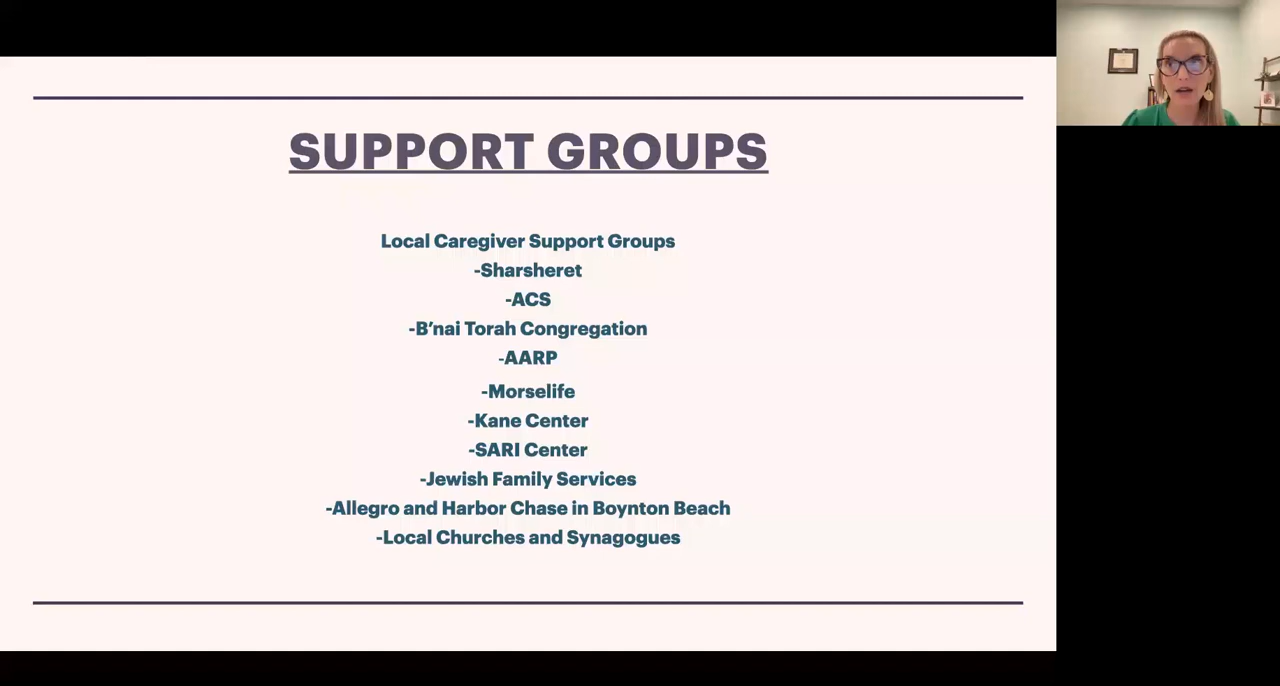 SUPPORT GROUPS
Local Caregiver Support Groups
-Sharsheret
-ACS
-B'nai Torah Congregation
-AARP
-Morselife
-Kane Center
-SARI Center
-Jewish Family Services
-Allegro and Harbor Chase in Boynton Beach
-Local Churches and Synagogues